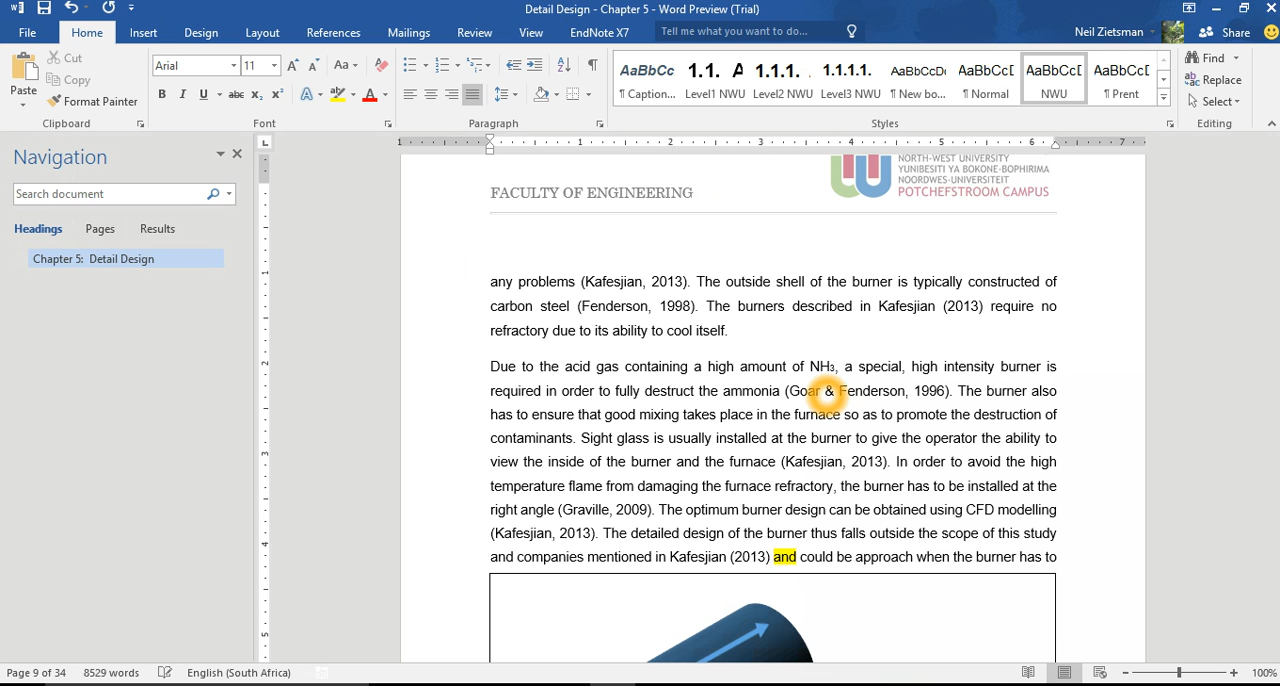 Detail Design - Chapter 5 - Word Preview (Trial)
File Home Insert Design Layout References Mailings Review View EndNote X7 Tell me what you want to do... Neil Zietsman Share
Paste Cut Copy Format Painter
Arial 11
AaBbCc 1.1. A 1.1.1. 1.1.1.1. AaBbCcDc AaBbCcI AaBbCcI AaBbCcI
¶ Caption... Level1 NWU Level2 NWU Level3 NWU ¶ New bo... ¶ Normal NWU ¶ Prent
Find Replace Select
Clipboard Font Paragraph Styles Editing
Navigation
Search document
Headings Pages Results
Chapter 5: Detail Design
NORTH-WEST UNIVERSITY
YUNIBESITI YA BOKONE-BOPHIRIMA
NOORDWES-UNIVERSITEIT
POTCHEFSTROOM CAMPUS
FACULTY OF ENGINEERING
any problems (Kafesjian, 2013). The outside shell of the burner is typically constructed of
carbon steel (Fenderson, 1998). The burners described in Kafesjian (2013) require no
refractory due to its ability to cool itself.
Due to the acid gas containing a high amount of NH₃, a special, high intensity burner is
required in order to fully destruct the ammonia (Goar & Fenderson, 1996). The burner also
has to ensure that good mixing takes place in the furnace so as to promote the destruction of
contaminants. Sight glass is usually installed at the burner to give the operator the ability to
view the inside of the burner and the furnace (Kafesjian, 2013). In order to avoid the high
temperature flame from damaging the furnace refractory, the burner has to be installed at the
right angle (Graville, 2009). The optimum burner design can be obtained using CFD modelling
(Kafesjian, 2013). The detailed design of the burner thus falls outside the scope of this study
and companies mentioned in Kafesjian (2013) and could be approach when the burner has to
Page 9 of 34 8529 words English (South Africa) 100%